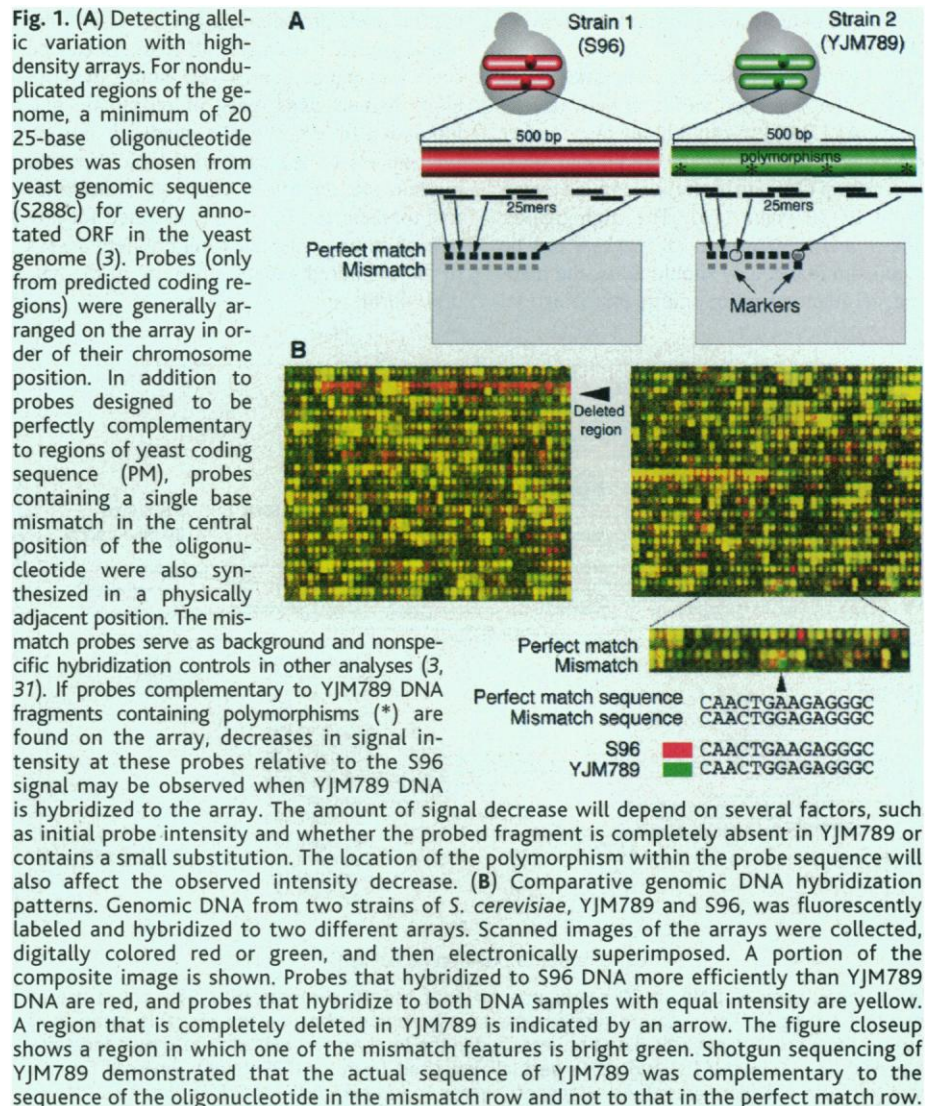 Fig. 1. (A) Detecting allel-
ic variation with high-
density arrays. For nondu-
plicated regions of the ge-
nome, a minimum of 20
25-base oligonucleotide
probes was chosen from
yeast genomic sequence
(S288c) for every anno-
tated ORF in the yeast
genome (3). Probes (only
from predicted coding re-
gions) were generally ar-
ranged on the array in or-
der of their chromosome
position. In addition to
probes designed to be
perfectly complementary
to regions of yeast coding
sequence (PM), probes
containing a single base
mismatch in the central
position of the oligonu-
cleotide were also syn-
thesized in a physically
adjacent position. The mis-
match probes serve as background and nonspe-
cific hybridization controls in other analyses (3,
31). If probes complementary to YJM789 DNA
fragments containing polymorphisms (*) are
found on the array, decreases in signal in-
tensity at these probes relative to the S96
signal may be observed when YJM789 DNA
is hybridized to the array. The amount of signal decrease will depend on several factors, such
as initial probe intensity and whether the probed fragment is completely absent in YJM789 or
contains a small substitution. The location of the polymorphism within the probe sequence will
also affect the observed intensity decrease. (B) Comparative genomic DNA hybridization
patterns. Genomic DNA from two strains of S. cerevisiae, YJM789 and S96, was fluorescently
labeled and hybridized to two different arrays. Scanned images of the arrays were collected,
digitally colored red or green, and then electronically superimposed. A portion of the
composite image is shown. Probes that hybridized to S96 DNA more efficiently than YJM789
DNA are red, and probes that hybridize to both DNA samples with equal intensity are yellow.
A region that is completely deleted in YJM789 is indicated by an arrow. The figure closeup
shows a region in which one of the mismatch features is bright green. Shotgun sequencing of
YJM789 demonstrated that the actual sequence of YJM789 was complementary to the
sequence of the oligonucleotide in the mismatch row and not to that in the perfect match row.
A
Strain 1
(S96)
Strain 2
(YJM789)
500 bp
500 bp
polymorphisms
* * * *
25mers
25mers
Perfect match
Mismatch
Markers
B
Deleted
region
Perfect match
Mismatch
Perfect match sequence CAACTGAAGAGGGC
Mismatch sequence CAACTGGAGAGGGC
S96 CAACTGAAGAGGGC
YJM789 CAACTGGAGAGGGC